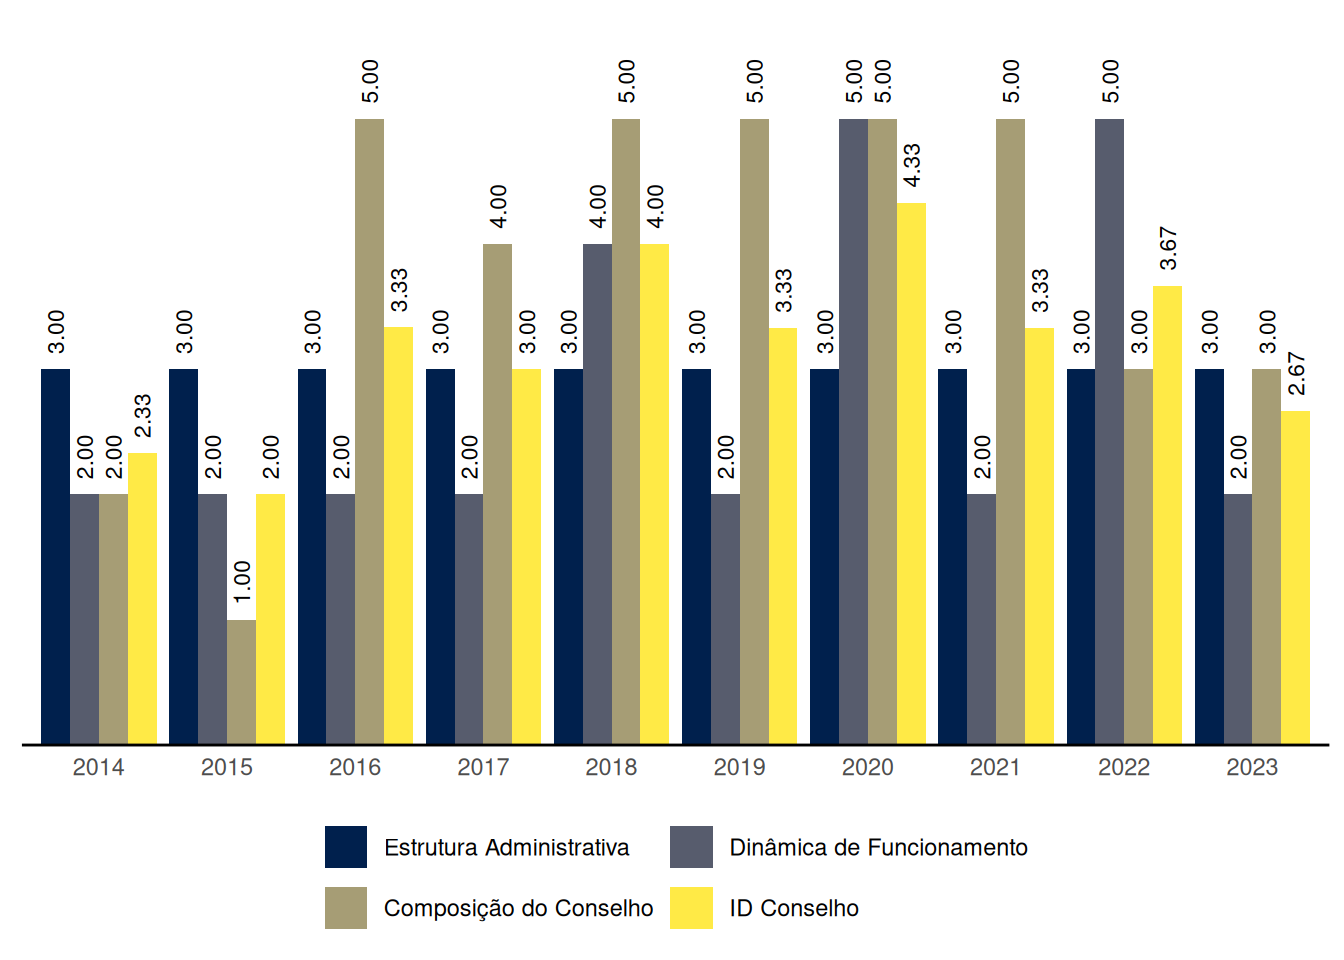 3.00 2.00 2.00 2.33 3.00 2.00 1.00 2.00 3.00 2.00 5.00 3.33 3.00 2.00 4.00 3.00 3.00 4.00 5.00 4.00 3.00 2.00 5.00 3.33 3.00 5.00 5.00 4.33 3.00 2.00 5.00 3.33 3.00 5.00 3.00 3.67 3.00 2.00 3.00 2.67
2014 2015 2016 2017 2018 2019 2020 2021 2022 2023
Estrutura Administrativa Dinâmica de Funcionamento
Composição do Conselho ID Conselho